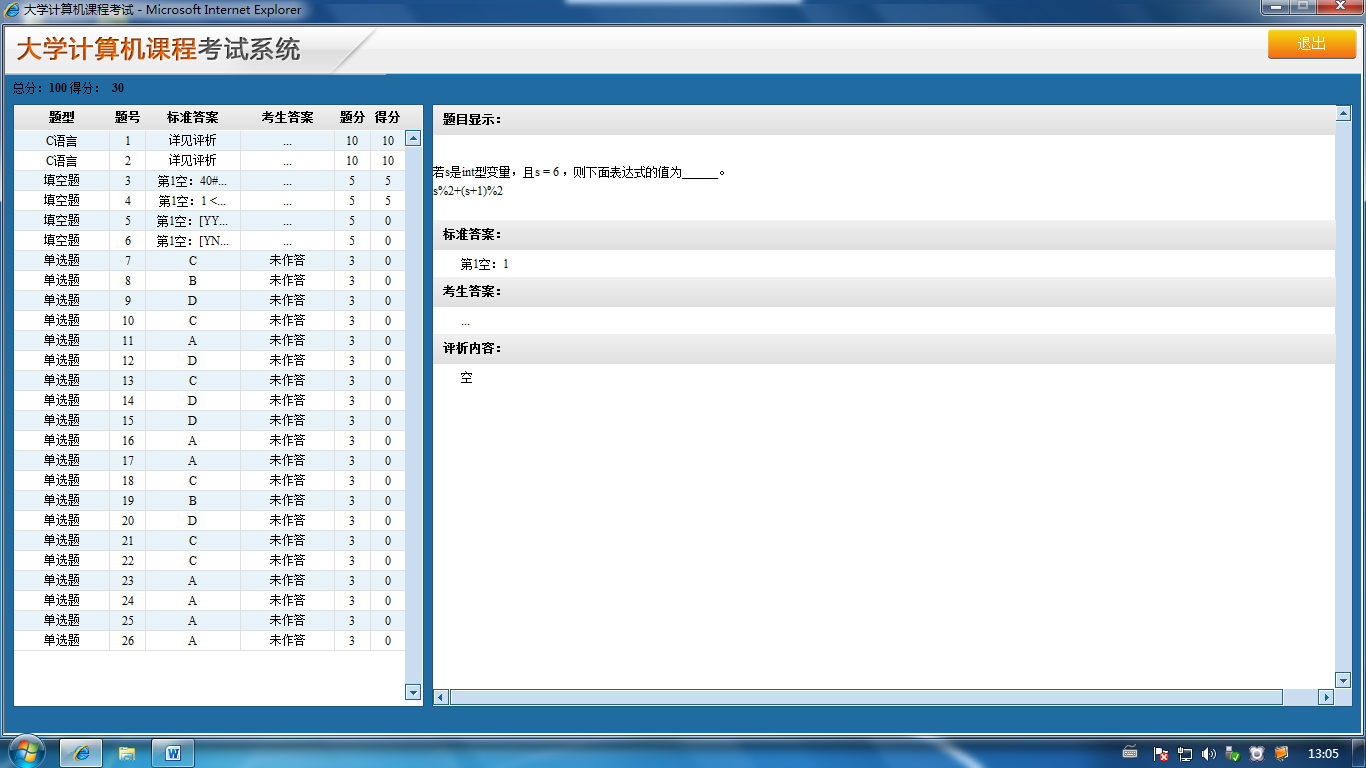 大学计算机课程考试 - Microsoft Internet Explorer
大学计算机课程考试系统
退出
总分：100 得分： 30
题型 题号 标准答案 考生答案 题分 得分
C语言 1 详见评析 ... 10 10
C语言 2 详见评析 ... 10 10
填空题 3 第1空：40#... ... 5 5
填空题 4 第1空：1 <... ... 5 5
填空题 5 第1空：[YY... ... 5 0
填空题 6 第1空：[YN... ... 5 0
单选题 7 C 未作答 3 0
单选题 8 B 未作答 3 0
单选题 9 D 未作答 3 0
单选题 10 C 未作答 3 0
单选题 11 A 未作答 3 0
单选题 12 D 未作答 3 0
单选题 13 C 未作答 3 0
单选题 14 D 未作答 3 0
单选题 15 D 未作答 3 0
单选题 16 A 未作答 3 0
单选题 17 A 未作答 3 0
单选题 18 C 未作答 3 0
单选题 19 B 未作答 3 0
单选题 20 D 未作答 3 0
单选题 21 C 未作答 3 0
单选题 22 C 未作答 3 0
单选题 23 A 未作答 3 0
单选题 24 A 未作答 3 0
单选题 25 A 未作答 3 0
单选题 26 A 未作答 3 0
题目显示：
若s是int型变量，且s = 6 ，则下面表达式的值为______。
s%2+(s+1)%2
标准答案：
第1空：1
考生答案：
...
评析内容：
空
13:05